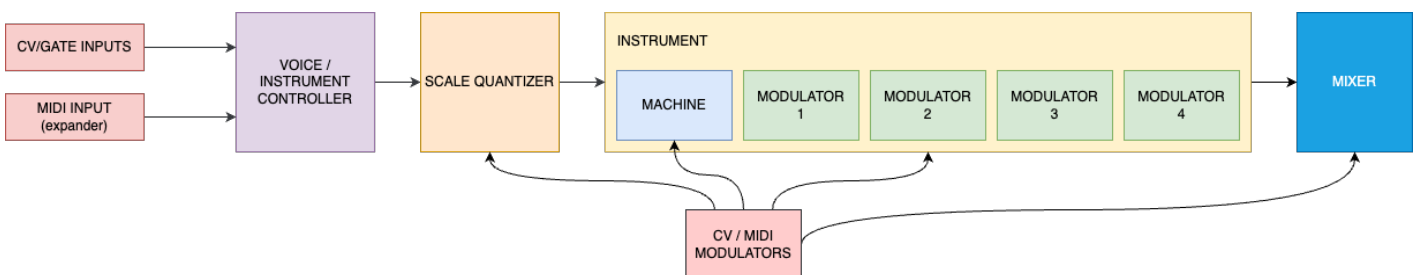 CV/GATE INPUTS
MIDI INPUT
(expander)
VOICE /
INSTRUMENT
CONTROLLER
SCALE QUANTIZER
INSTRUMENT
MACHINE
MODULATOR
1
MODULATOR
2
MODULATOR
3
MODULATOR
4
MIXER
CV / MIDI
MODULATORS